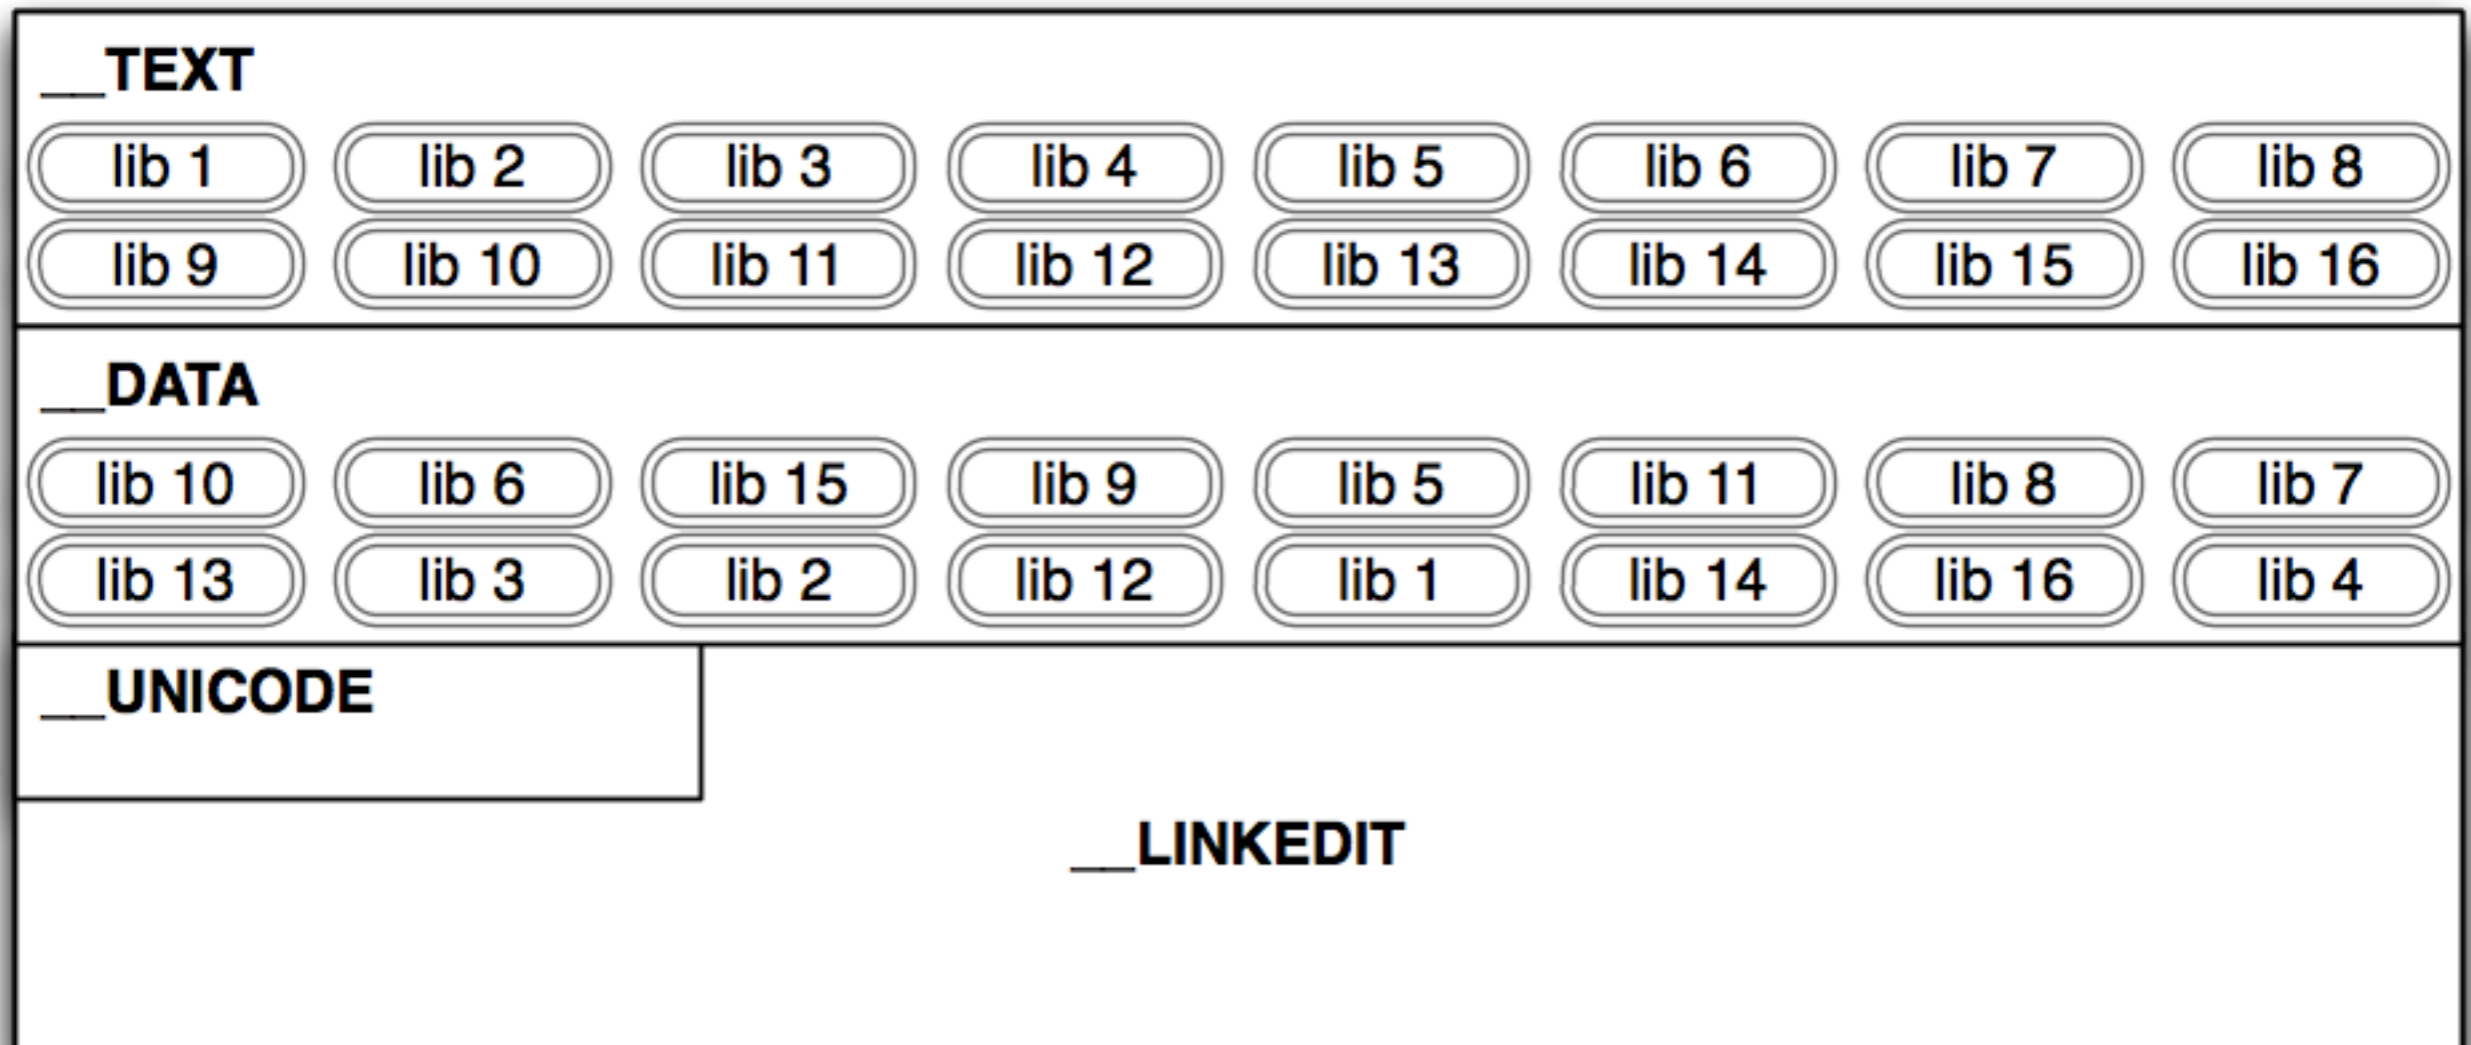 __TEXT
lib 1 lib 2 lib 3 lib 4 lib 5 lib 6 lib 7 lib 8
lib 9 lib 10 lib 11 lib 12 lib 13 lib 14 lib 15 lib 16
__DATA
lib 10 lib 6 lib 15 lib 9 lib 5 lib 11 lib 8 lib 7
lib 13 lib 3 lib 2 lib 12 lib 1 lib 14 lib 16 lib 4
__UNICODE
__LINKEDIT